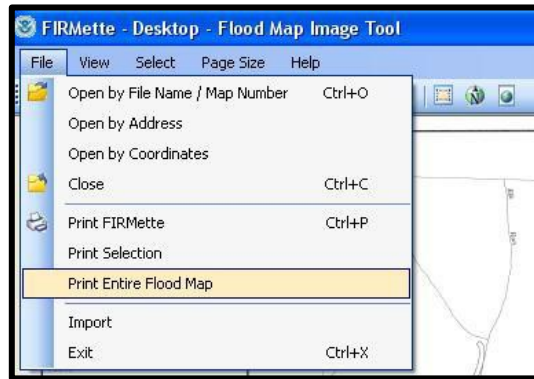 FIRMette - Desktop - Flood Map Image Tool
File View Select Page Size Help
Open by File Name / Map Number Ctrl+O
Open by Address
Open by Coordinates
Close Ctrl+C
Print FIRMette Ctrl+P
Print Selection
Print Entire Flood Map
Import
Exit Ctrl+X